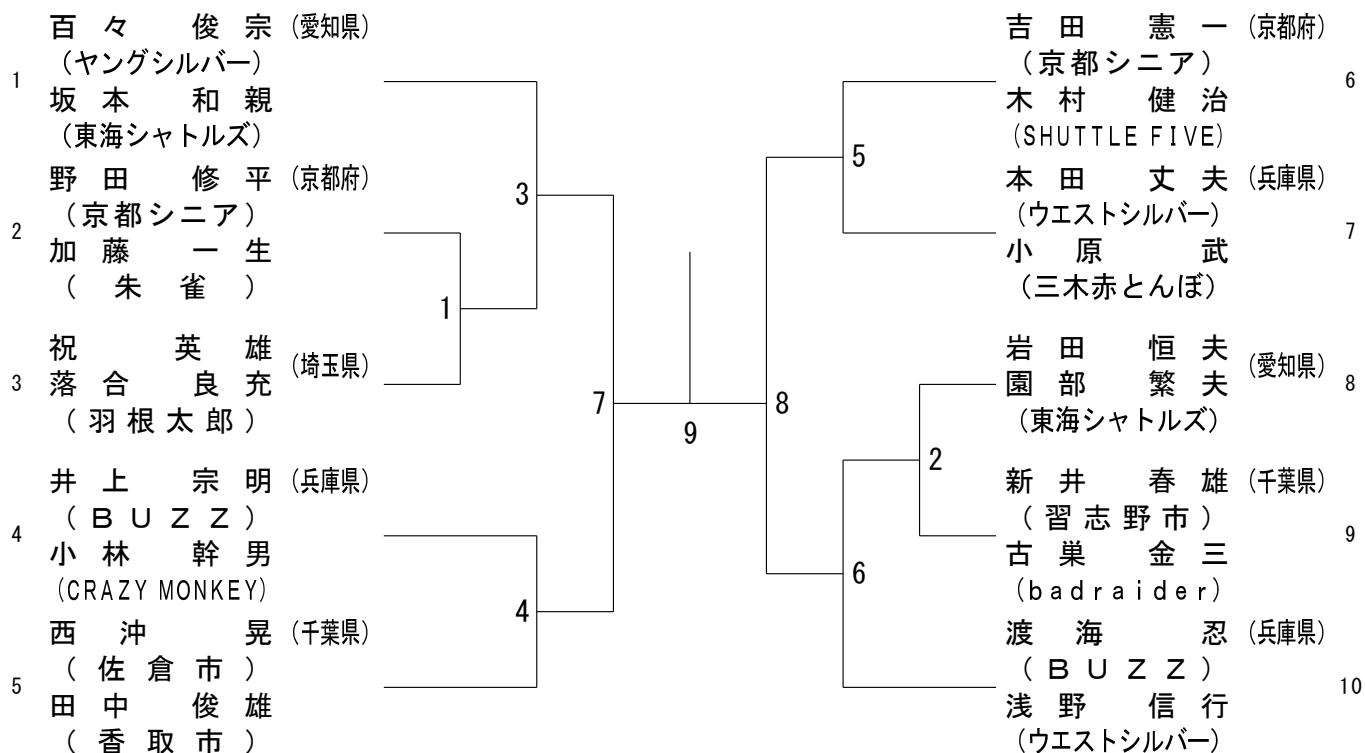 百々 俊宗 (愛知県)
(ヤングシルバー)
1
坂本 和親
(東海シャトルズ)
野田 修平 (京都府)
(京都シニア)
2
加藤 一生
(朱雀)
祝 英雄
(埼玉県)
3 落合 良充
(羽根太郎)
井上 宗明 (兵庫県)
(BUZZ)
4
小林 幹男
(CRAZY MONKEY)
西沖 晃 (千葉県)
(佐倉市)
5
田中 俊雄
(香取市)
3
1
7
4
9
5
8
2
6
吉田 憲一 (京都府)
(京都シニア)
6
木村 健治
(SHUTTLE FIVE)
本田 丈夫 (兵庫県)
(ウエストシルバー)
7
小原 武
(三木赤とんぼ)
岩田 恒夫
(愛知県)
園部 繁夫 8
(東海シャトルズ)
新井 春雄 (千葉県)
(習志野市)
9
古巣 金三
(badraider)
渡海 忍 (兵庫県)
(BUZZ)
10
浅野 信行
(ウエストシルバー)